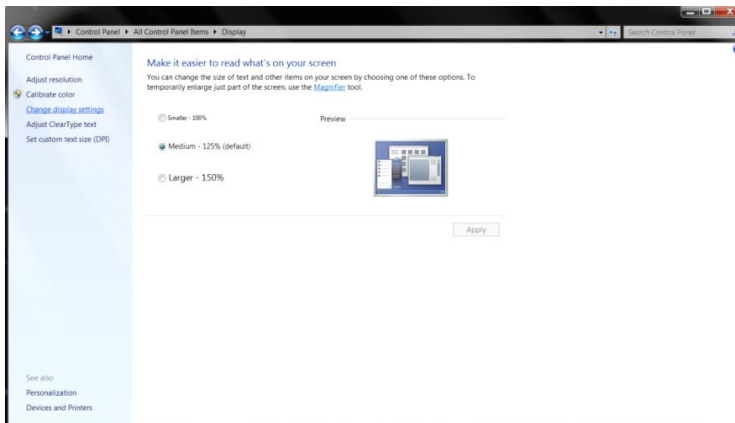 Control Panel ▸ All Control Panel Items ▸ Display
Search Control Panel
Control Panel Home
Adjust resolution
Calibrate color
Change display settings
Adjust ClearType text
Set custom text size (DPI)
Make it easier to read what's on your screen
You can change the size of text and other items on your screen by choosing one of these options. To
temporarily enlarge just part of the screen, use the Magnifier tool.
Smaller - 100%
Preview
Medium - 125% (default)
Larger - 150%
Apply
See also
Personalization
Devices and Printers